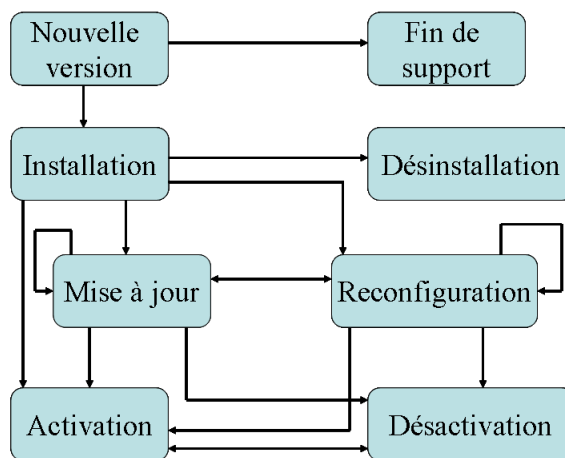 Nouvelle
version
Fin de
support
Installation
Désinstallation
Mise à jour
Reconfiguration
Activation
Désactivation